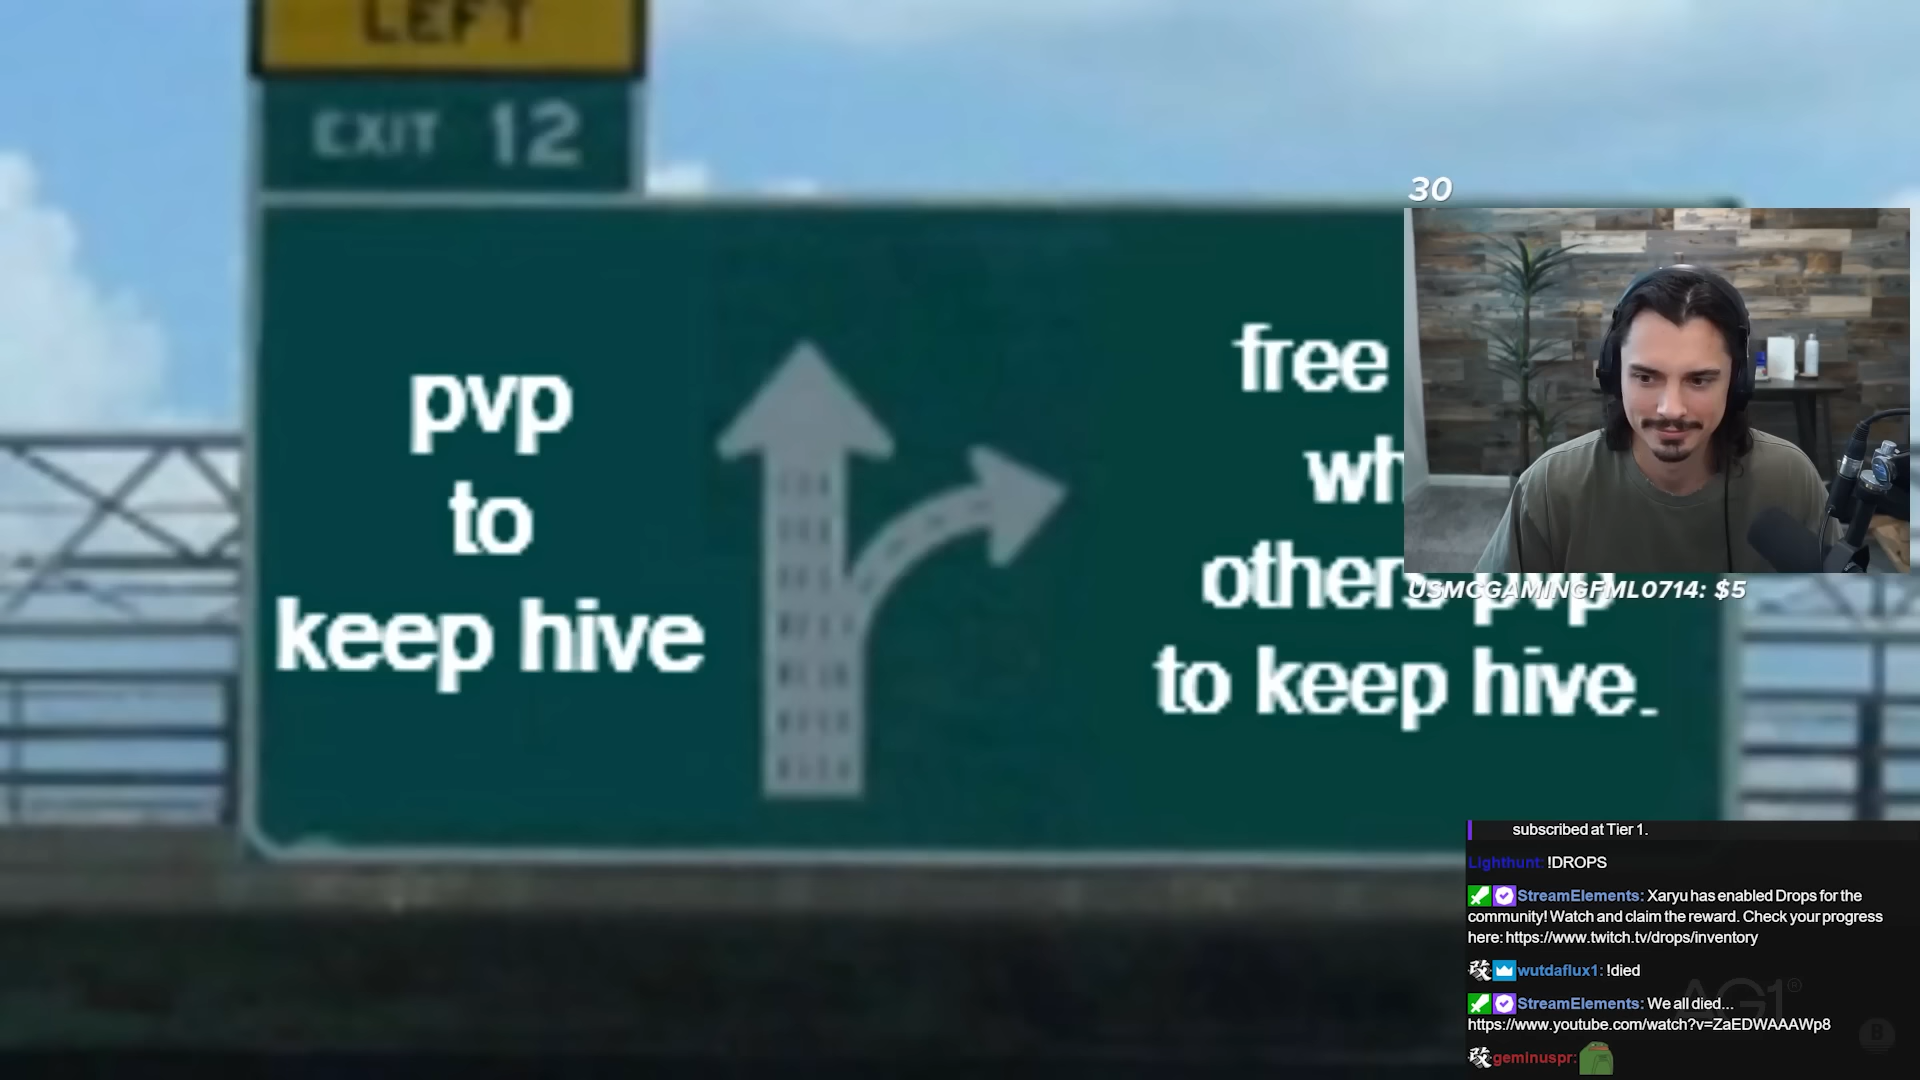 LEFT
EXIT 12
pvp
to
keep hive
free
others pvp
to keep hive.
30
USMCGAMINGFML0714: $5
subscribed at Tier 1.
Lighthunt: !DROPS
StreamElements: Xaryu has enabled Drops for the
community! Watch and claim the reward. Check your progress
here: https://www.twitch.tv/drops/inventory
wutdaflux1: !died
StreamElements: We all died...
https://www.youtube.com/watch?v=ZaEDWAAAWp8
geminuspr:
AG1